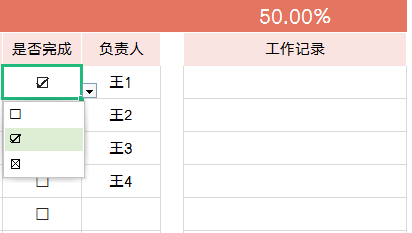 50.00%
是否完成 负责人 工作记录
☑ 王1
☐ 王2
☑ 王3
☒
☐ 王4
☐